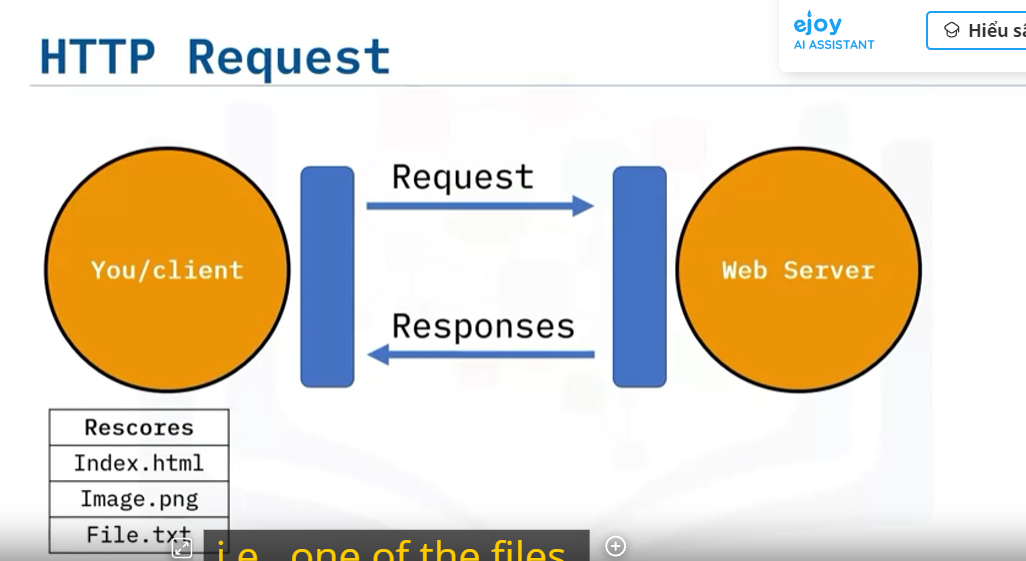 HTTP Request
ejoy
AI ASSISTANT
Hiểu
Request
You/client
Web Server
Responses
Rescores
Index.html
Image.png
File.txt
i.e., one of the files